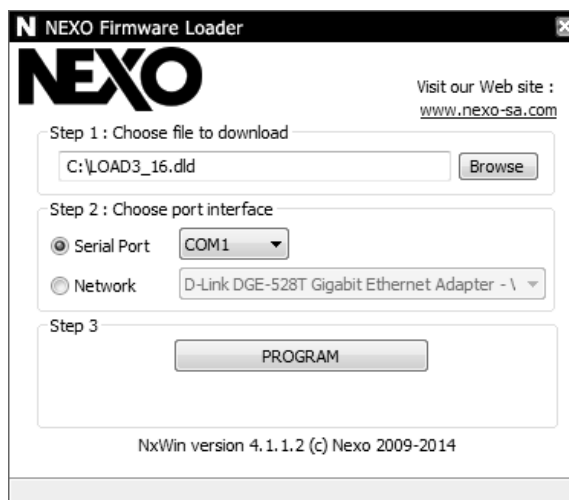 N NEXO Firmware Loader
NEXO
Visit our Web site :
www.nexo-sa.com
Step 1 : Choose file to download
C:\LOAD3_16.dld
Browse
Step 2 : Choose port interface
Serial Port
COM1
Network
D-Link DGE-528T Gigabit Ethernet Adapter - \
Step 3
PROGRAM
NxWin version 4.1.1.2 (c) Nexo 2009-2014